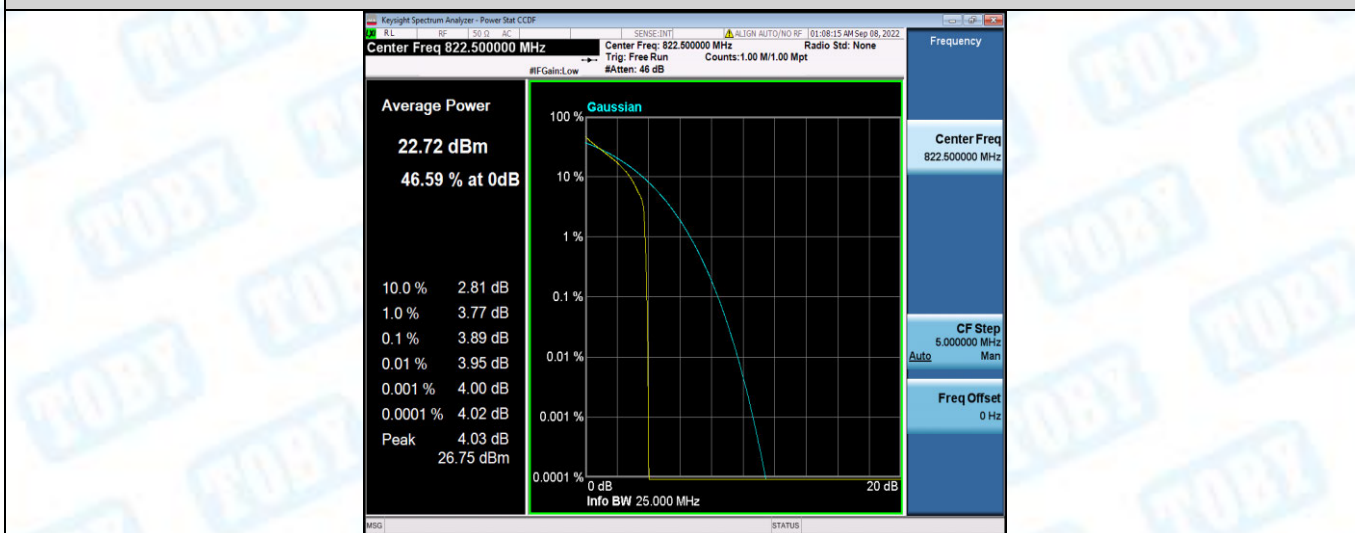 Keysight Spectrum Analyzer - Power Stat CCDF
RL RF 50 Ω AC SENSE:INT ALIGN AUTO/NO RF 01:08:15 AM Sep 08, 2022
Center Freq 822.500000 MHz
Center Freq: 822.500000 MHz Radio Std: None
Trig: Free Run Counts:1.00 M/1.00 Mpt
#IFGain:Low #Atten: 46 dB
Frequency
Average Power
22.72 dBm
46.59 % at 0dB
10.0 % 2.81 dB
1.0 % 3.77 dB
0.1 % 3.89 dB
0.01 % 3.95 dB
0.001 % 4.00 dB
0.0001 % 4.02 dB
Peak 4.03 dB
26.75 dBm
Gaussian
100 %
10 %
1 %
0.1 %
0.01 %
0.001 %
0.0001 %
0 dB 20 dB
Info BW 25.000 MHz
Center Freq
822.500000 MHz
CF Step
5.000000 MHz
Auto Man
Freq Offset
0 Hz
MSG STATUS
TOBY
TOBY
TOBY
TOBY
TOBY
TOBY
TOBY
TOBY